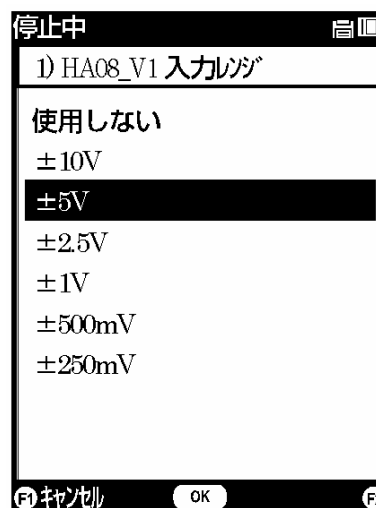 停止中
1) HA08_V1 入力ﾚﾝｼﾞ
使用しない
±10V
±5V
±2.5V
±1V
±500mV
±250mV
F1 ｷｬﾝｾﾙ OK